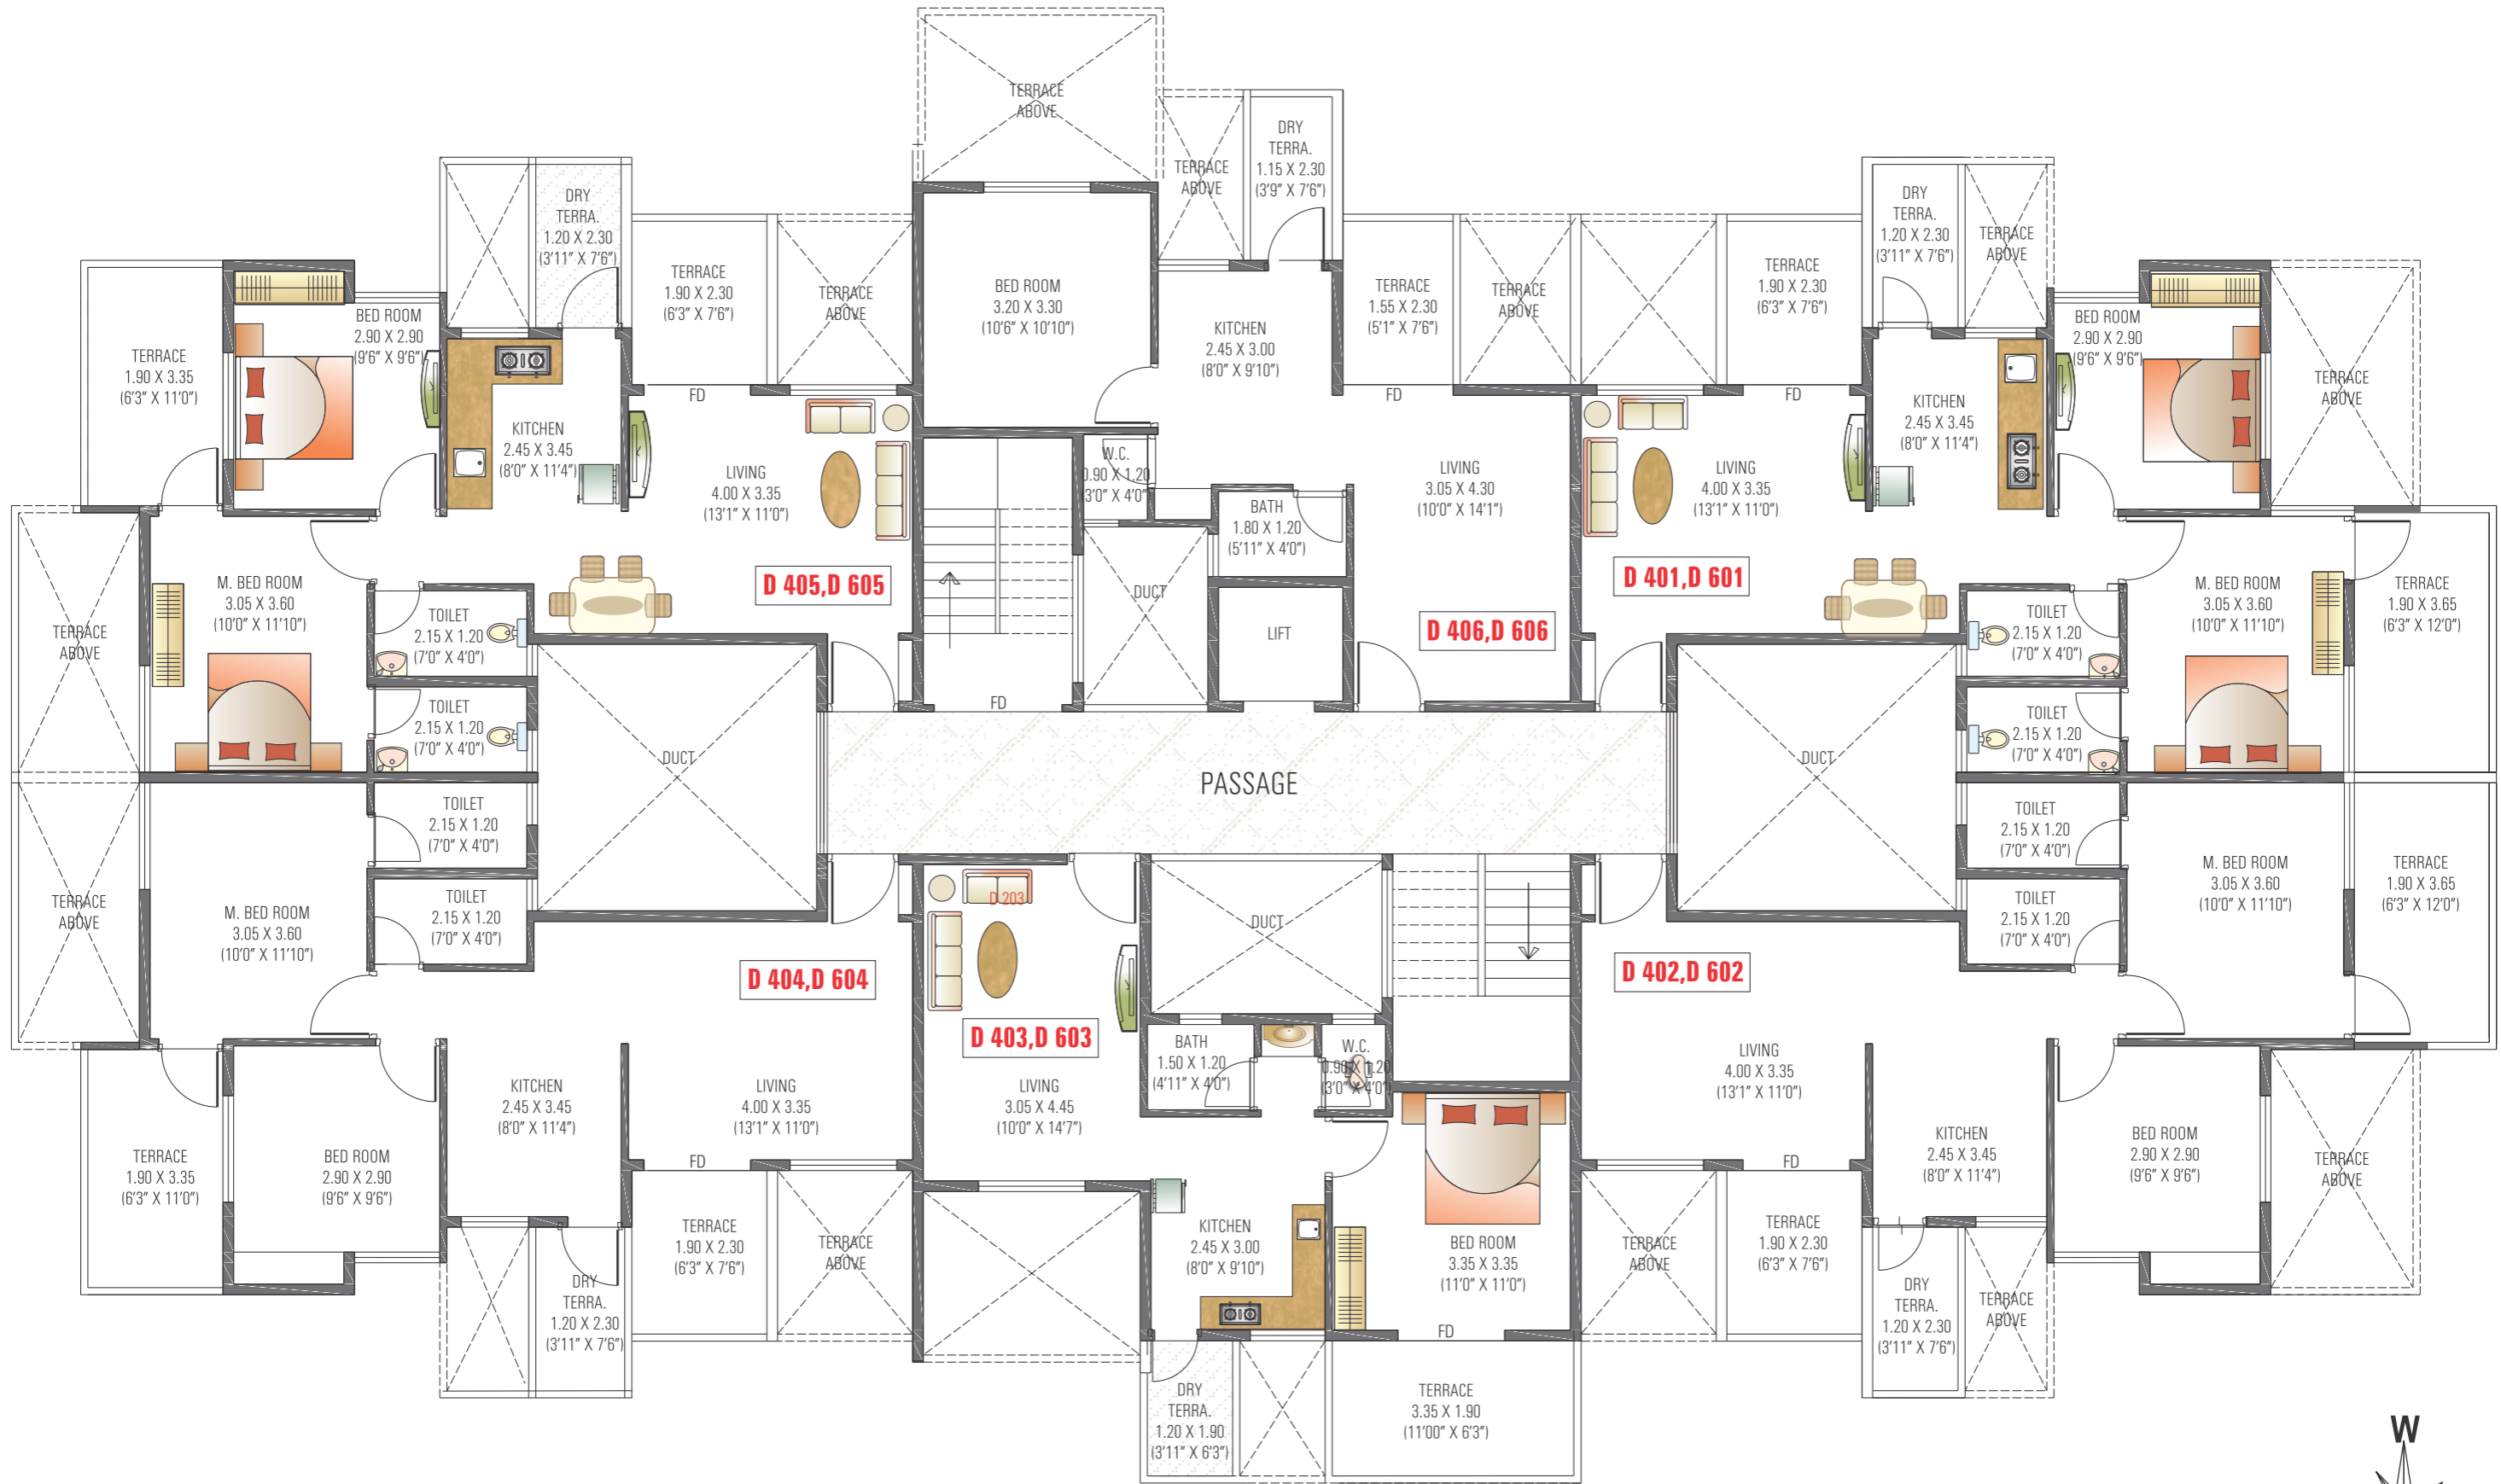 TERRACE
ABOVE
DRY
TERRA.
1.15 X 2.30
(3'9" X 7'6")
TERRACE
ABOVE
DRY
TERRA.
1.20 X 2.30
(3'11" X 7'6")
TERRACE
1.90 X 2.30
(6'3" X 7'6")
TERRACE
ABOVE
BED ROOM
3.20 X 3.30
(10'6" X 10'10")
KITCHEN
2.45 X 3.00
(8'0" X 9'10")
TERRACE
1.55 X 2.30
(5'1" X 7'6")
TERRACE
ABOVE
TERRACE
1.90 X 2.30
(6'3" X 7'6")
DRY
TERRA.
1.20 X 2.30
(3'11" X 7'6")
TERRACE
ABOVE
TERRACE
1.90 X 3.35
(6'3" X 11'0")
BED ROOM
2.90 X 2.90
(9'6" X 9'6")
KITCHEN
2.45 X 3.45
(8'0" X 11'4")
FD
LIVING
4.00 X 3.35
(13'1" X 11'0")
W.C.
0.90 X 1.20
(3'0" X 4'0")
BATH
1.80 X 1.20
(5'11" X 4'0")
FD
LIVING
3.05 X 4.30
(10'0" X 14'1")
FD
LIVING
4.00 X 3.35
(13'1" X 11'0")
KITCHEN
2.45 X 3.45
(8'0" X 11'4")
BED ROOM
2.90 X 2.90
(9'6" X 9'6")
TERRACE
ABOVE
TERRACE
ABOVE
M. BED ROOM
3.05 X 3.60
(10'0" X 11'10")
TOILET
2.15 X 1.20
(7'0" X 4'0")
D 405,D 605
DUCT
LIFT
D 406,D 606
D 401,D 601
TOILET
2.15 X 1.20
(7'0" X 4'0")
M. BED ROOM
3.05 X 3.60
(10'0" X 11'10")
TERRACE
1.90 X 3.65
(6'3" X 12'0")
TOILET
2.15 X 1.20
(7'0" X 4'0")
FD
TOILET
2.15 X 1.20
(7'0" X 4'0")
DUCT
PASSAGE
DUCT
TERRACE
ABOVE
M. BED ROOM
3.05 X 3.60
(10'0" X 11'10")
TOILET
2.15 X 1.20
(7'0" X 4'0")
TOILET
2.15 X 1.20
(7'0" X 4'0")
D 203
DUCT
TOILET
2.15 X 1.20
(7'0" X 4'0")
TOILET
2.15 X 1.20
(7'0" X 4'0")
M. BED ROOM
3.05 X 3.60
(10'0" X 11'10")
TERRACE
1.90 X 3.65
(6'3" X 12'0")
D 404,D 604
D 403,D 603
D 402,D 602
BATH
1.50 X 1.20
(4'11" X 4'0")
W.C.
0.90 X 1.20
(3'0" X 4'0")
TERRACE
1.90 X 3.35
(6'3" X 11'0")
BED ROOM
2.90 X 2.90
(9'6" X 9'6")
KITCHEN
2.45 X 3.45
(8'0" X 11'4")
LIVING
4.00 X 3.35
(13'1" X 11'0")
FD
LIVING
3.05 X 4.45
(10'0" X 14'7")
LIVING
4.00 X 3.35
(13'1" X 11'0")
FD
KITCHEN
2.45 X 3.45
(8'0" X 11'4")
BED ROOM
2.90 X 2.90
(9'6" X 9'6")
TERRACE
ABOVE
TERRACE
1.90 X 2.30
(6'3" X 7'6")
TERRACE
ABOVE
KITCHEN
2.45 X 3.00
(8'0" X 9'10")
BED ROOM
3.35 X 3.35
(11'0" X 11'0")
FD
TERRACE
ABOVE
TERRACE
1.90 X 2.30
(6'3" X 7'6")
DRY
TERRA.
1.20 X 2.30
(3'11" X 7'6")
DRY
TERRA.
1.20 X 2.30
(3'11" X 7'6")
TERRACE
ABOVE
DRY
TERRA.
1.20 X 1.90
(3'11" X 6'3")
TERRACE
3.35 X 1.90
(11'00" X 6'3")
W